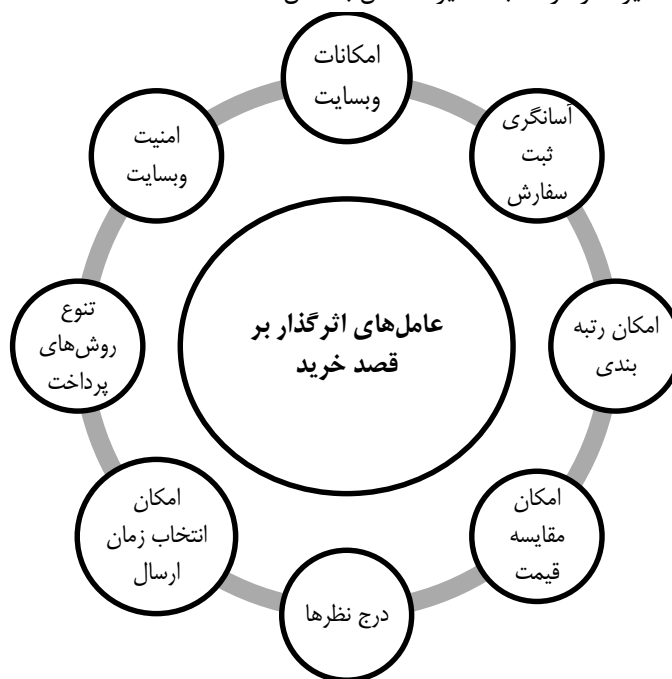 امکانات
وبسایت
آسانگری
ثبت
سفارش
امکان رتبه
بندی
امکان
مقایسه
قیمت
درج نظرها
امکان
انتخاب زمان
ارسال
تنوع
روش‌های
پرداخت
امنیت
وبسایت
عامل‌های اثرگذار بر
قصد خرید